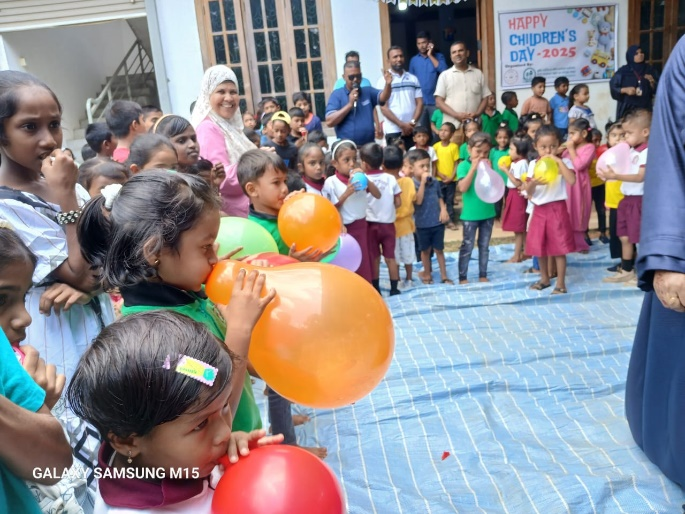 HAPPY
CHILDREN'S
DAY - 2025
GALAXY SAMSUNG M15